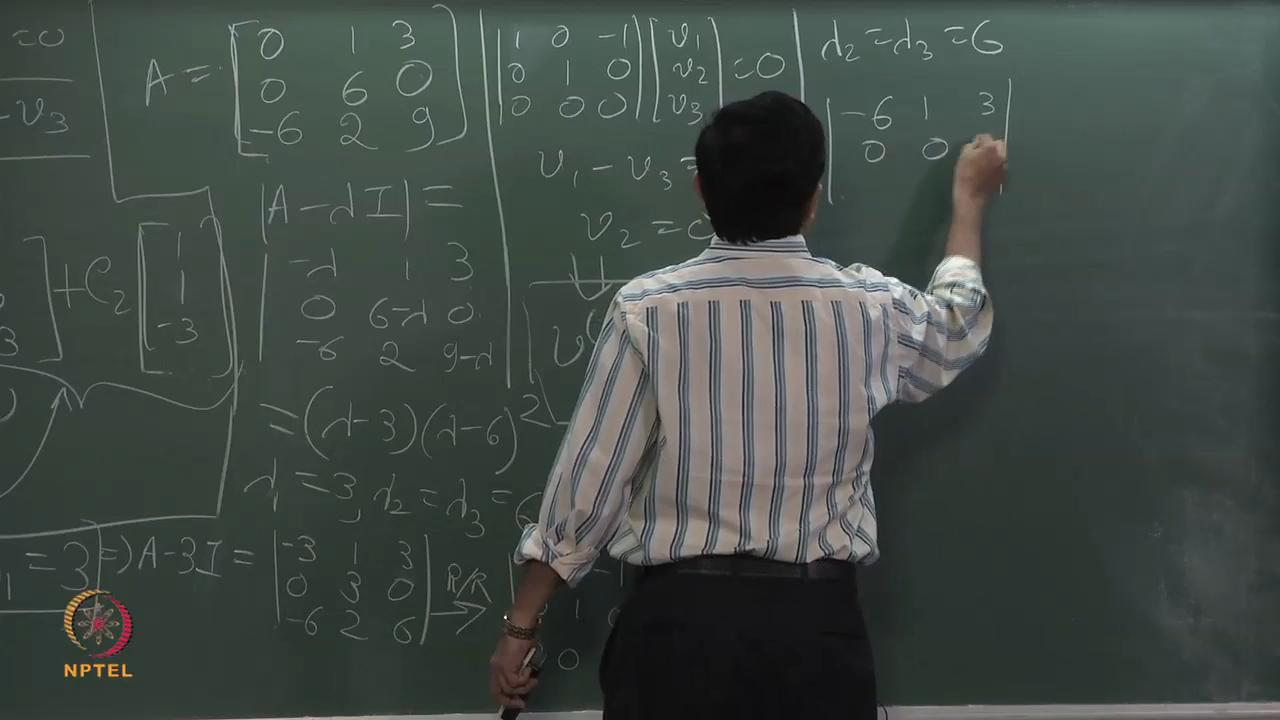 =0
-v3
+C2 [ 1
1
-3 ]
A = [ 0 1 3
0 6 0
-6 2 9 ]
|A-λI| =
| -λ 1 3
0 6-λ 0
-6 2 9-λ
= (λ-3)(λ-6)²
λ1=3, λ2=λ3=6
=3 ⇒ A-3I = | -3 1 3
0 3 0
-6 2 6 | R/R →
| 1 0 -1 | | v1
| 0 1 0 | | v2 | =0
| 0 0 0 | | v3
v1 - v3 =
v2 =
λ2 = λ3 = 6
| -6 1 3 |
0 0
NPTEL